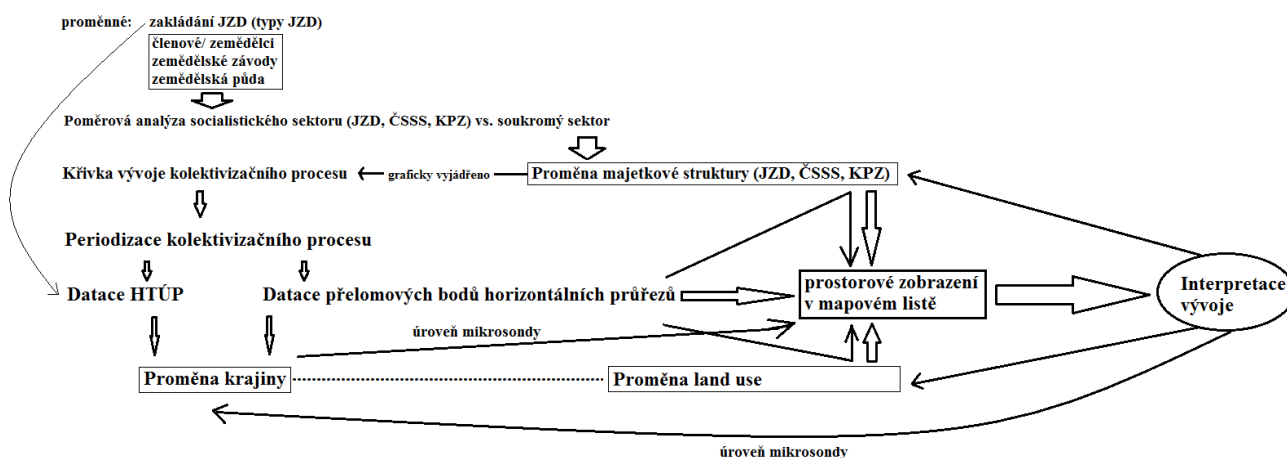 proměnné: zakládání JZD (typy JZD)
členové/ zemědělci
zemědělské závody
zemědělská půda
Poměrová analýza socialistického sektoru (JZD, ČSSS, KPZ) vs. soukromý sektor
Křivka vývoje kolektivizačního procesu
graficky vyjádřeno
Proměna majetkové struktury (JZD, ČSSS, KPZ)
Periodizace kolektivizačního procesu
Datace HTÚP
Datace přelomových bodů horizontálních průřezů
prostorové zobrazení
v mapovém listě
Interpretace
vývoje
úroveň mikrosondy
Proměna krajiny
Proměna land use
úroveň mikrosondy